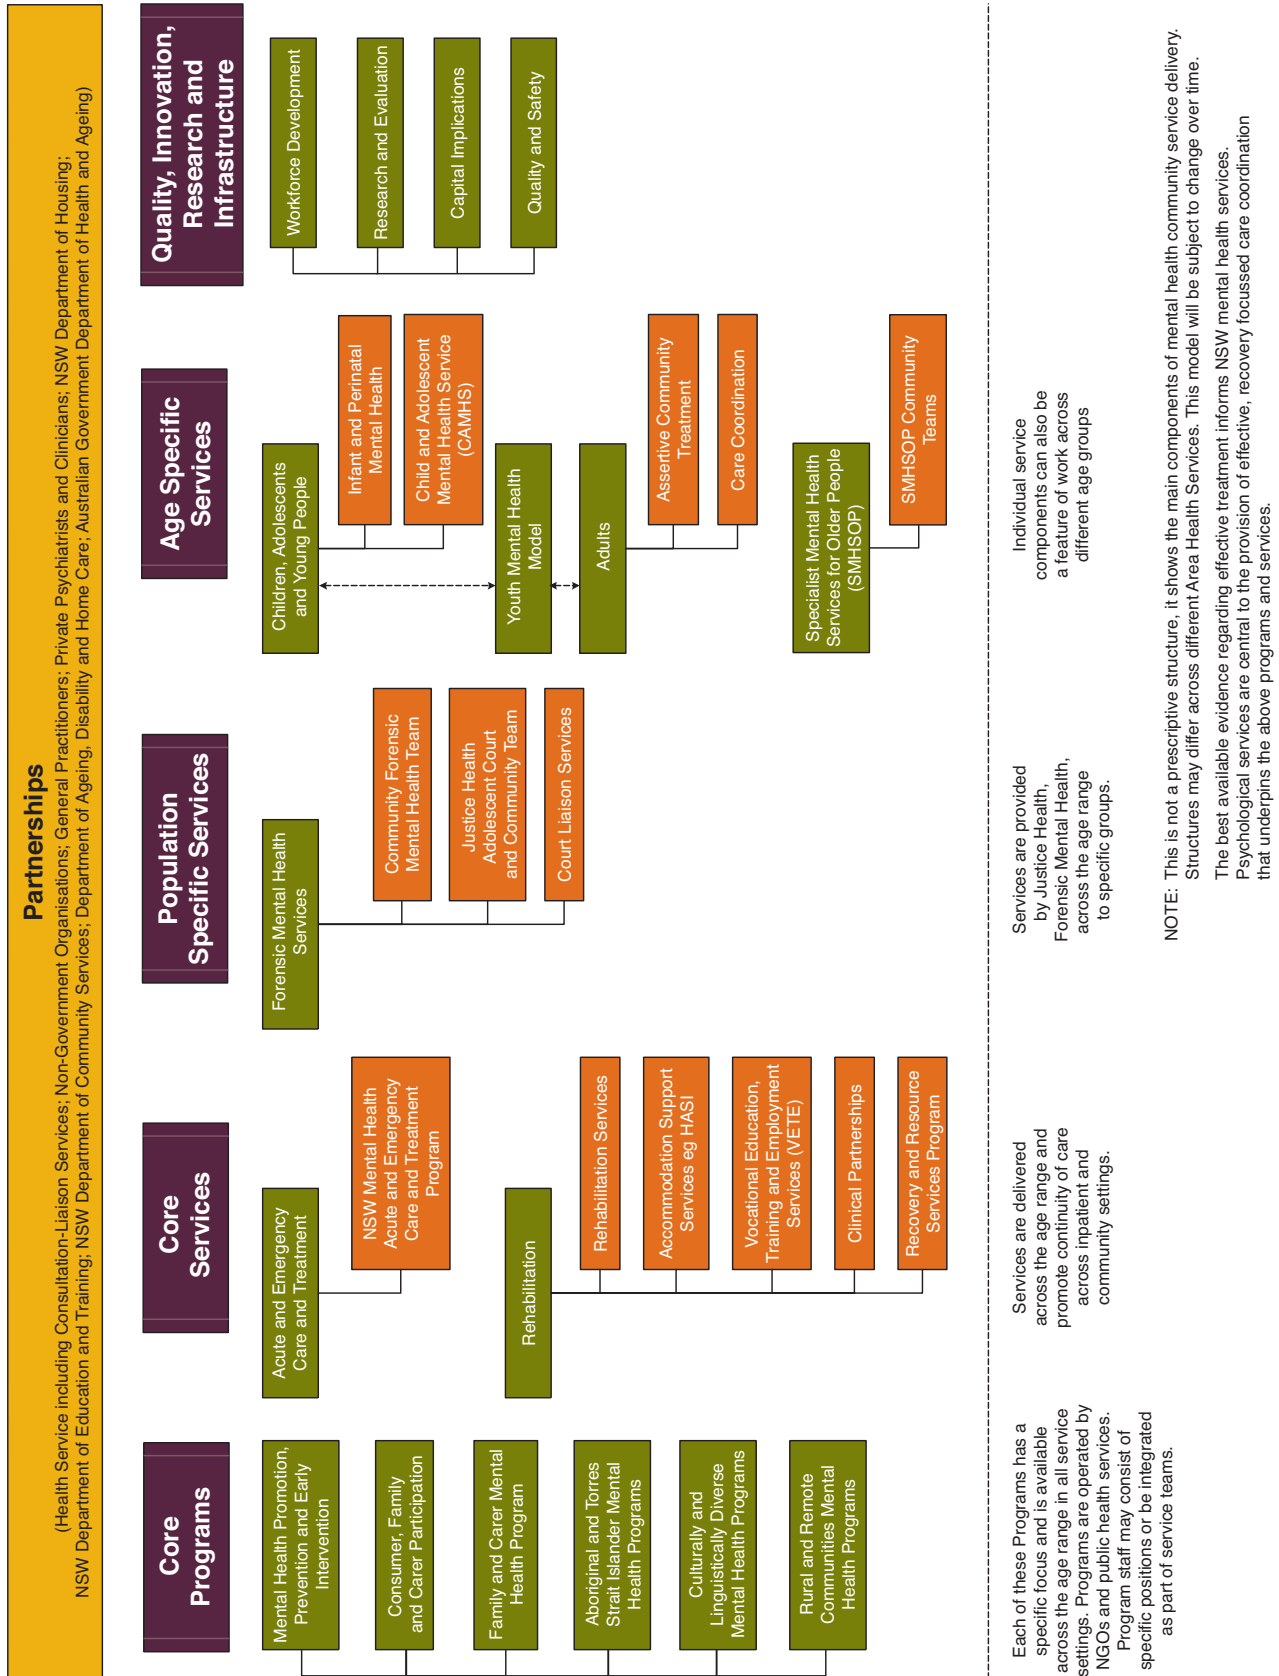 Partnerships
(Health Service including Consultation-Liaison Services; Non-Government Organisations; General Practitioners; Private Psychiatrists and Clinicians; NSW Department of Housing;
NSW Department of Education and Training; NSW Department of Community Services; Department of Ageing, Disability and Home Care; Australian Government Department of Health and Ageing)
Core
Programs
Mental Health Promotion,
Prevention and Early
Intervention
Consumer, Family
and Carer Participation
Family and Carer Mental
Health Program
Aboriginal and Torres
Strait Islander Mental
Health Programs
Culturally and
Linguistically Diverse
Mental Health Programs
Rural and Remote
Communities Mental
Health Programs
Each of these Programs has a
specific focus and is available
across the age range in all service
settings. Programs are operated by
NGOs and public health services.
Program staff may consist of
specific positions or be integrated
as part of service teams.
Core
Services
Acute and Emergency
Care and Treatment
NSW Mental Health
Acute and Emergency
Care and Treatment
Program
Rehabilitation
Rehabilitation Services
Accommodation Support
Services eg HASI
Vocational Education,
Training and Employment
Services (VETE)
Clinical Partnerships
Recovery and Resource
Services Program
Services are delivered
across the age range and
promote continuity of care
across inpatient and
community settings.
Population
Specific Services
Forensic Mental Health
Services
Community Forensic
Mental Health Team
Justice Health
Adolescent Court
and Community Team
Court Liaison Services
Services are provided
by Justice Health,
Forensic Mental Health,
across the age range
to specific groups.
Age Specific
Services
Children, Adolescents
and Young People
Infant and Perinatal
Mental Health
Child and Adolescent
Mental Health Service
(CAMHS)
Youth Mental Health
Model
Adults
Assertive Community
Treatment
Care Coordination
Specialist Mental Health
Services for Older People
(SMHSOP)
SMHSOP Community
Teams
Individual service
components can also be
a feature of work across
different age groups
Quality, Innovation,
Research and
Infrastructure
Workforce Development
Research and Evaluation
Capital Implications
Quality and Safety
NOTE: This is not a prescriptive structure, it shows the main components of mental health community service delivery.
Structures may differ across different Area Health Services. This model will be subject to change over time.
The best available evidence regarding effective treatment informs NSW mental health services.
Psychological services are central to the provision of effective, recovery focussed care coordination
that underpins the above programs and services.